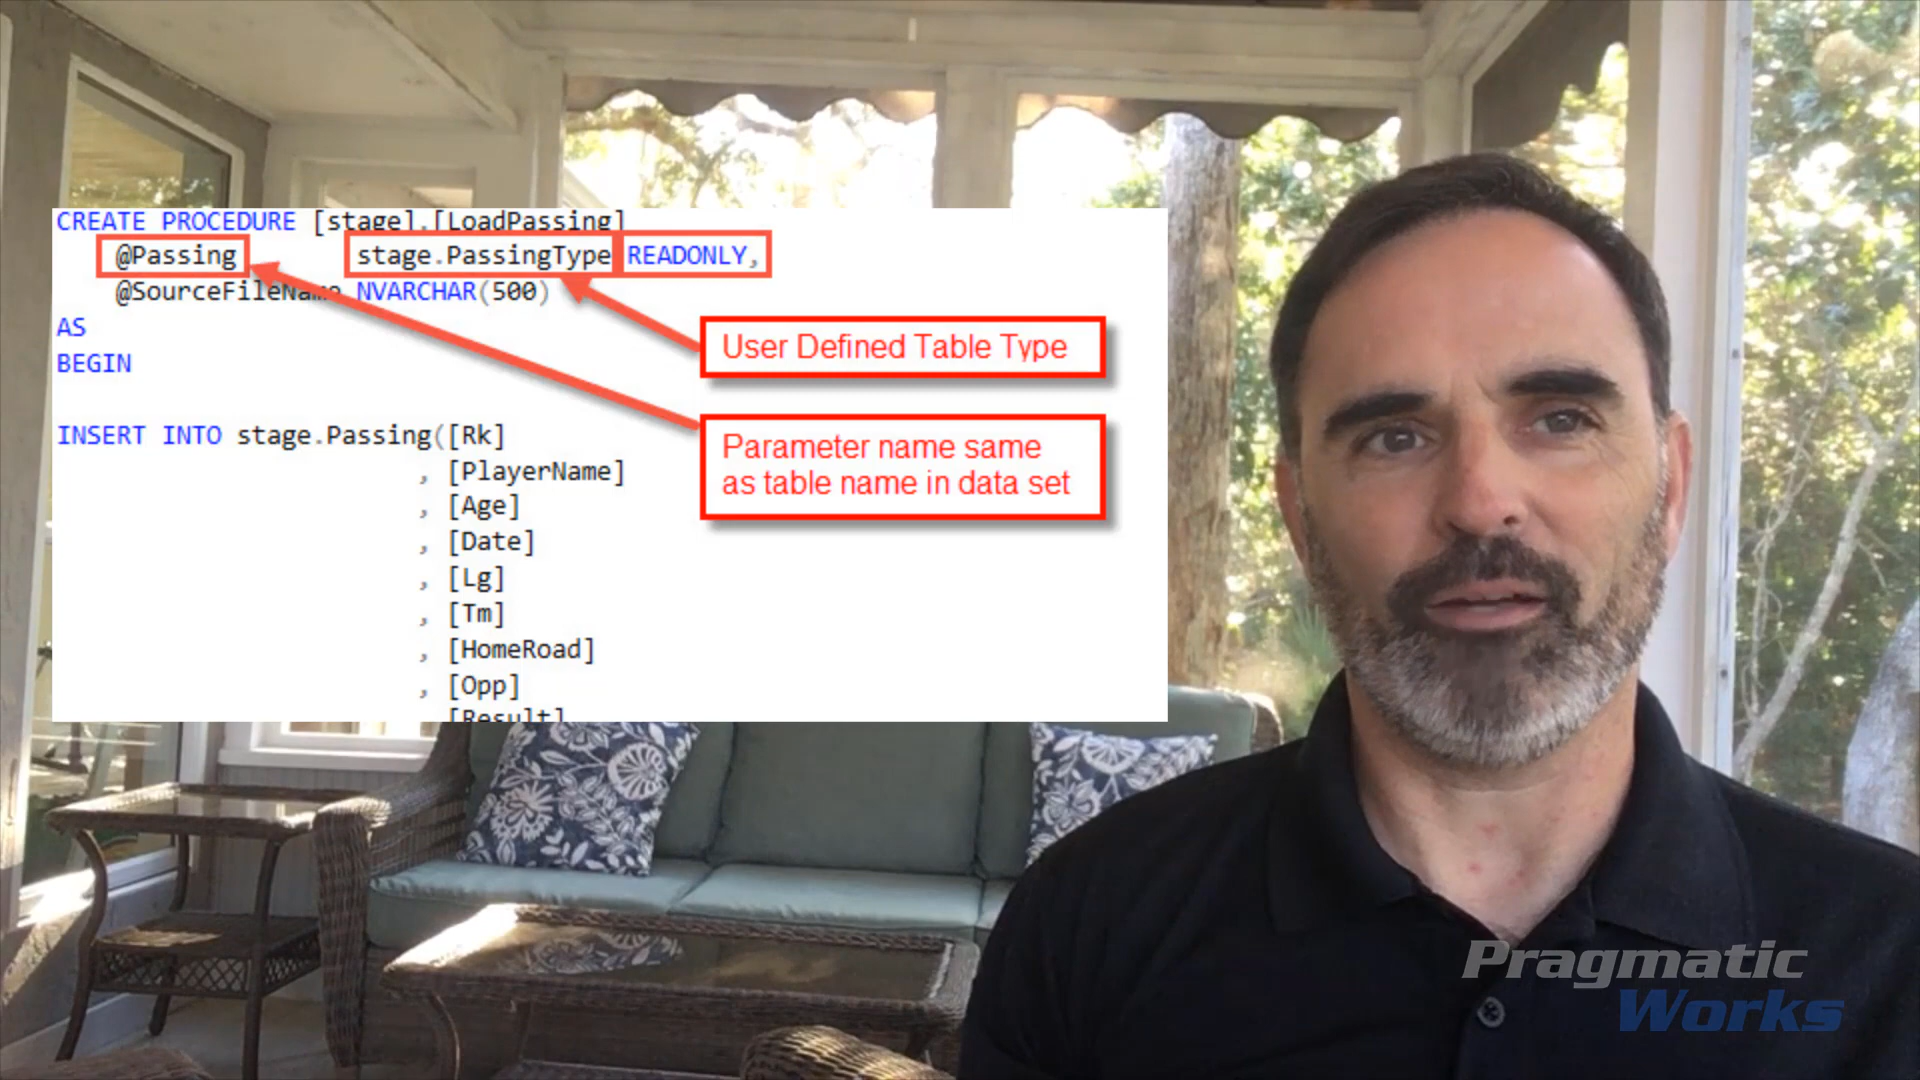 CREATE PROCEDURE [stage].[LoadPassing]
@Passing stage.PassingType READONLY,
@SourceFileName NVARCHAR(500)
AS
BEGIN
User Defined Table Type
INSERT INTO stage.Passing([Rk]
, [PlayerName]
, [Age]
, [Date]
, [Lg]
, [Tm]
, [HomeRoad]
, [Opp]
, [Result]
Parameter name same
as table name in data set
Pragmatic
Works